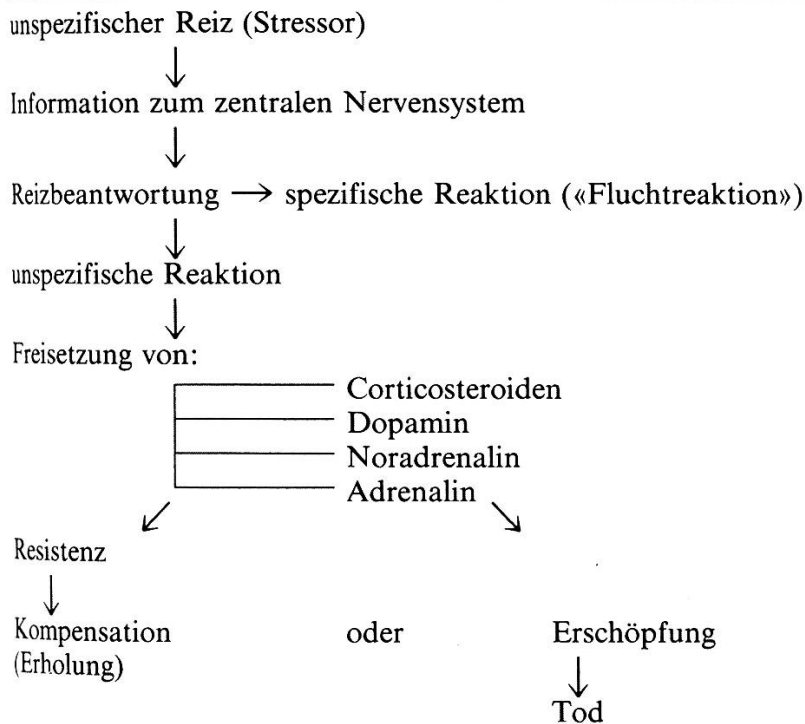 unspezifischer Reiz (Stressor)
Information zum zentralen Nervensystem
Reizbeantwortung → spezifische Reaktion («Fluchtreaktion»)
unspezifische Reaktion
Freisetzung von:
Corticosteroiden
Dopamin
Noradrenalin
Adrenalin
Resistenz
Kompensation oder Erschöpfung
(Erholung)
Tod